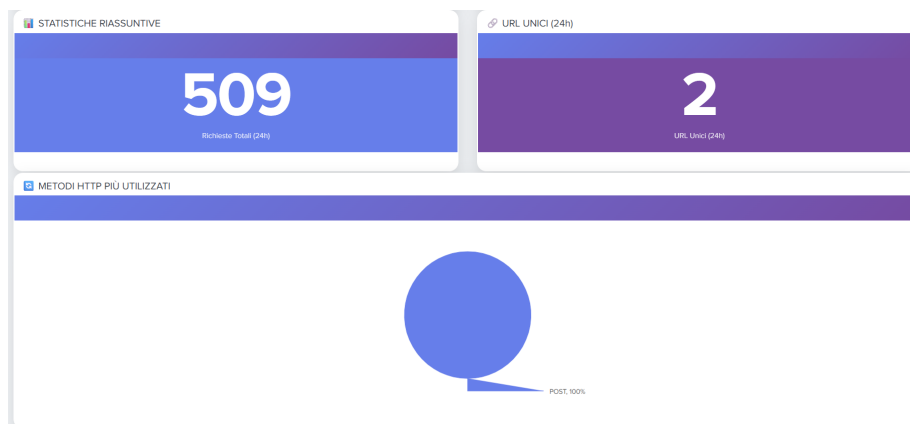 STATISTICHE RIASSUNTIVE
509
Richieste Totali (24h)
URL UNICI (24h)
2
URL Unici (24h)
METODI HTTP PIÙ UTILIZZATI
POST, 100%